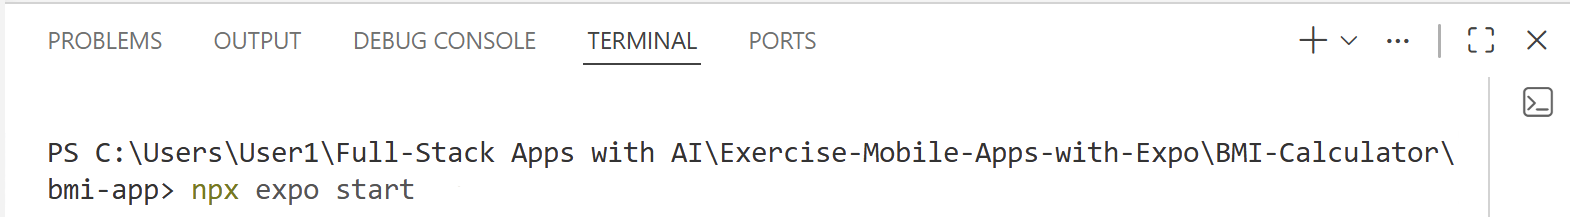 PROBLEMS OUTPUT DEBUG CONSOLE TERMINAL PORTS
PS C:\Users\User1\Full-Stack Apps with AI\Exercise-Mobile-Apps-with-Expo\BMI-Calculator\
bmi-app> npx expo start